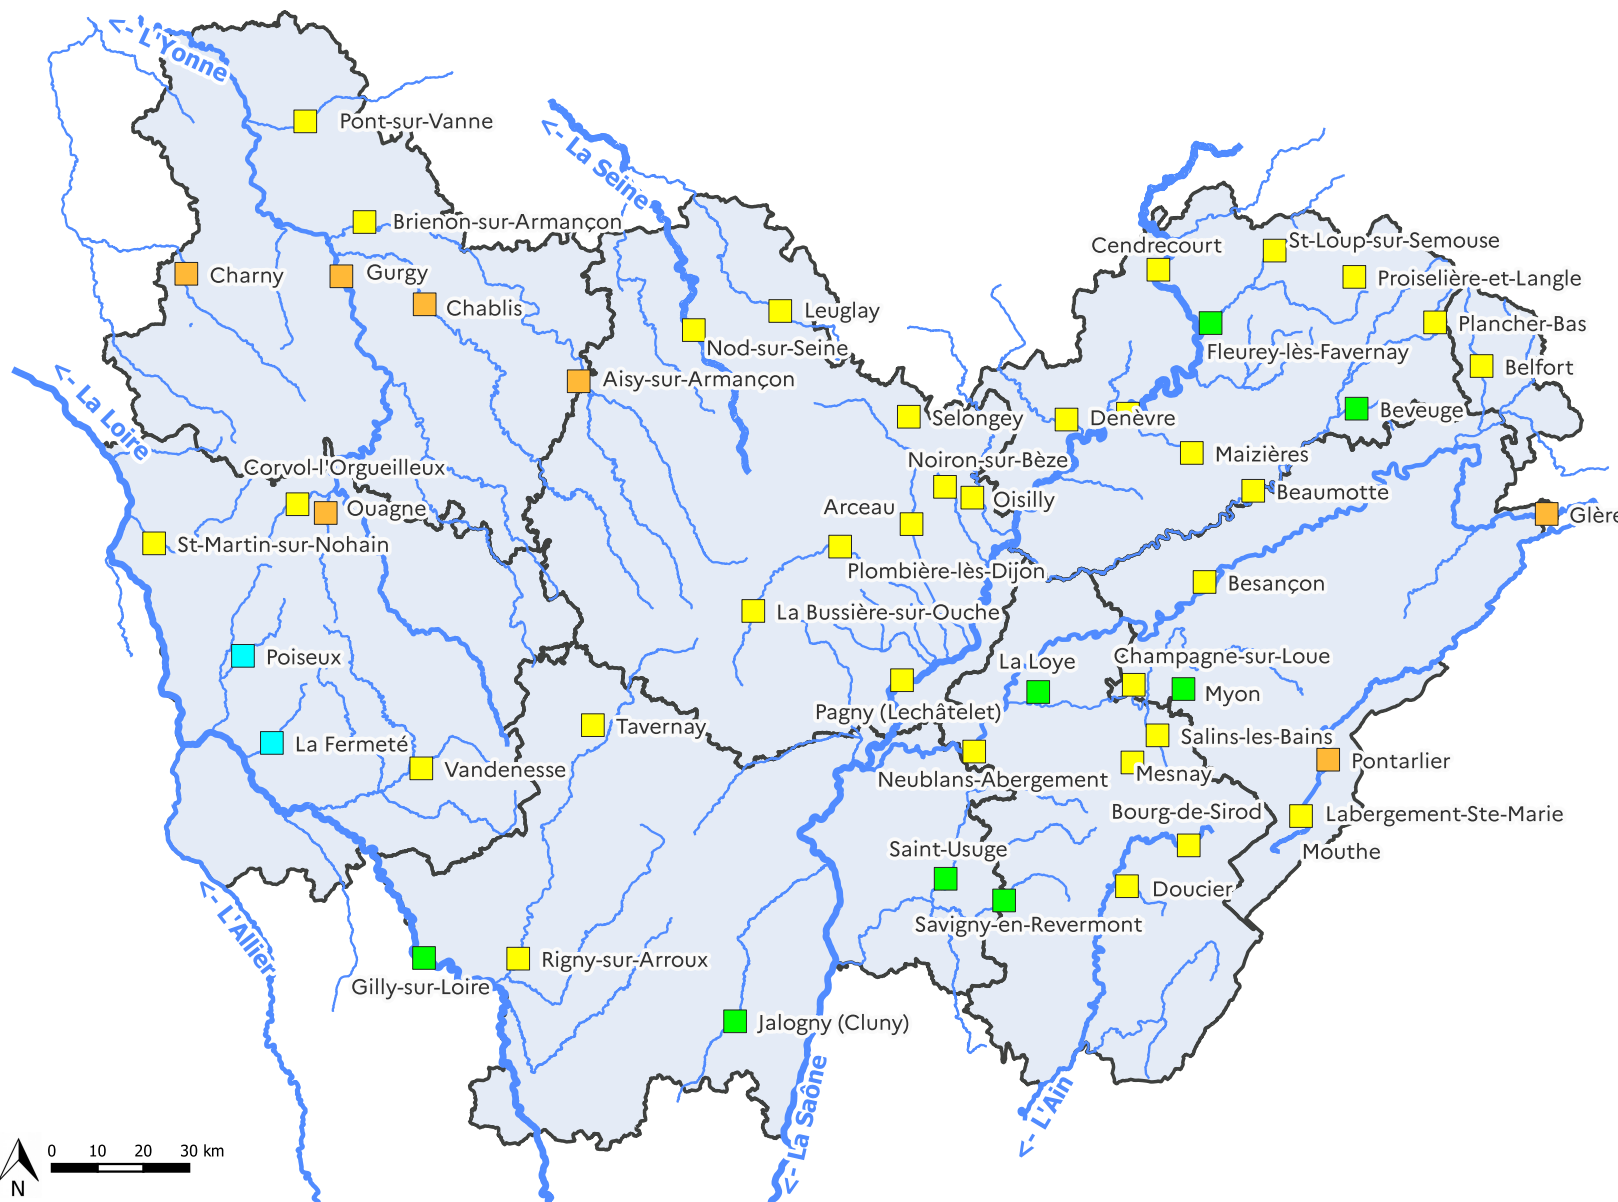 <- L'Yonne
Pont-sur-Vanne
<- La Seine
Brienon-sur-Armançon
Cendrecourt
St-Loup-sur-Semouse
Charny
Gurgy
Proiselière-et-Langle
Chablis
Leuglay
Plancher-Bas
Nod-sur-Seine
Fleurey-lès-Favernay
Belfort
Aisy-sur-Armançon
<- La Loire
Selongey
Denèvre
Beveuge
Corvol-l'Orgueilleux
Noiron-sur-Bèze
Maizières
Beaumotte
Ouagne
Arceau
Oisilly
Glère
St-Martin-sur-Nohain
Plombière-lès-Dijon
Besançon
La Bussière-sur-Ouche
Poiseux
La Loye
Champagne-sur-Loue
Myon
Pagny (Lechâtelet)
Tavernay
Salins-les-Bains
La Fermeté
Vandenesse
Neublans-Abergement
Mesnay
Pontarlier
Bourg-de-Sirod
Labergement-Ste-Marie
Saint-Usuge
Mouthe
Doucier
<- L'Allier
Savigny-en-Revermont
Rigny-sur-Arroux
Gilly-sur-Loire
Jalogny (Cluny)
<- La Saône
<- L'Ain
0 10 20 30 km
N